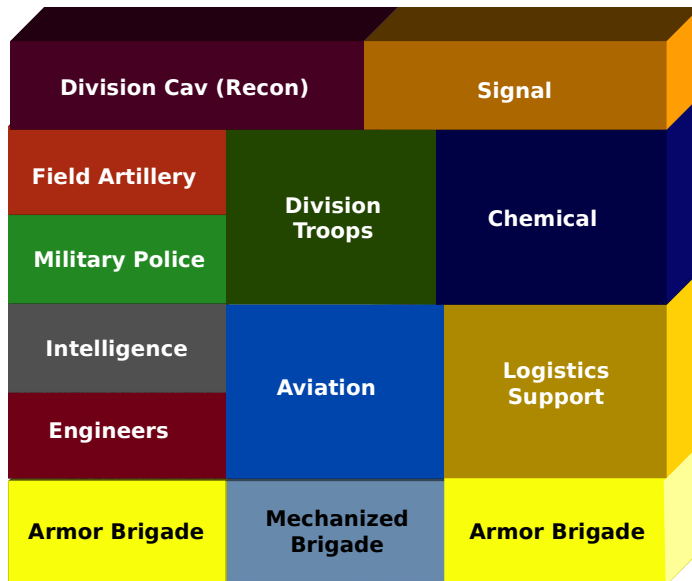 Division Cav (Recon)
Signal
Field Artillery
Division
Troops
Chemical
Military Police
Intelligence
Aviation
Logistics
Support
Engineers
Armor Brigade
Mechanized
Brigade
Armor Brigade